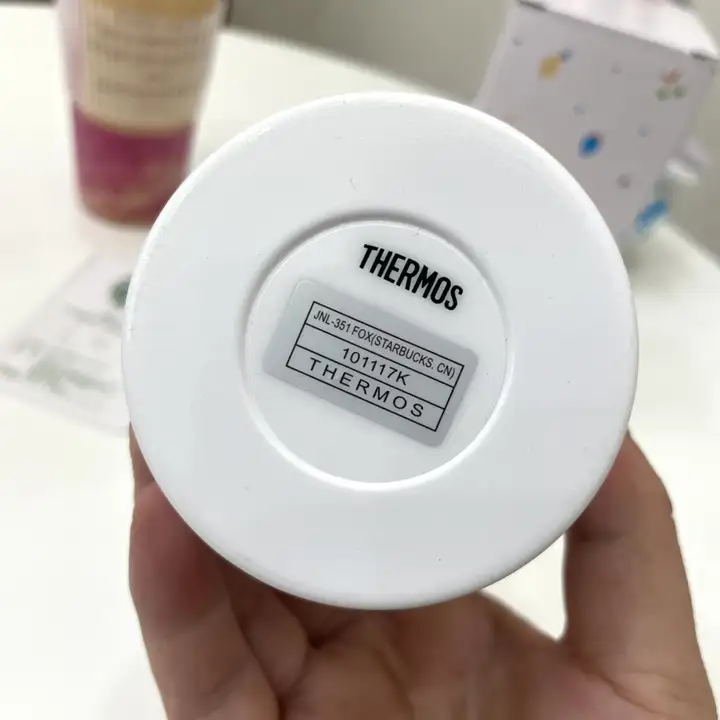 THERMOS
JNL-351 FOX(STARBUCKS, CN)
101117K
THERMOS